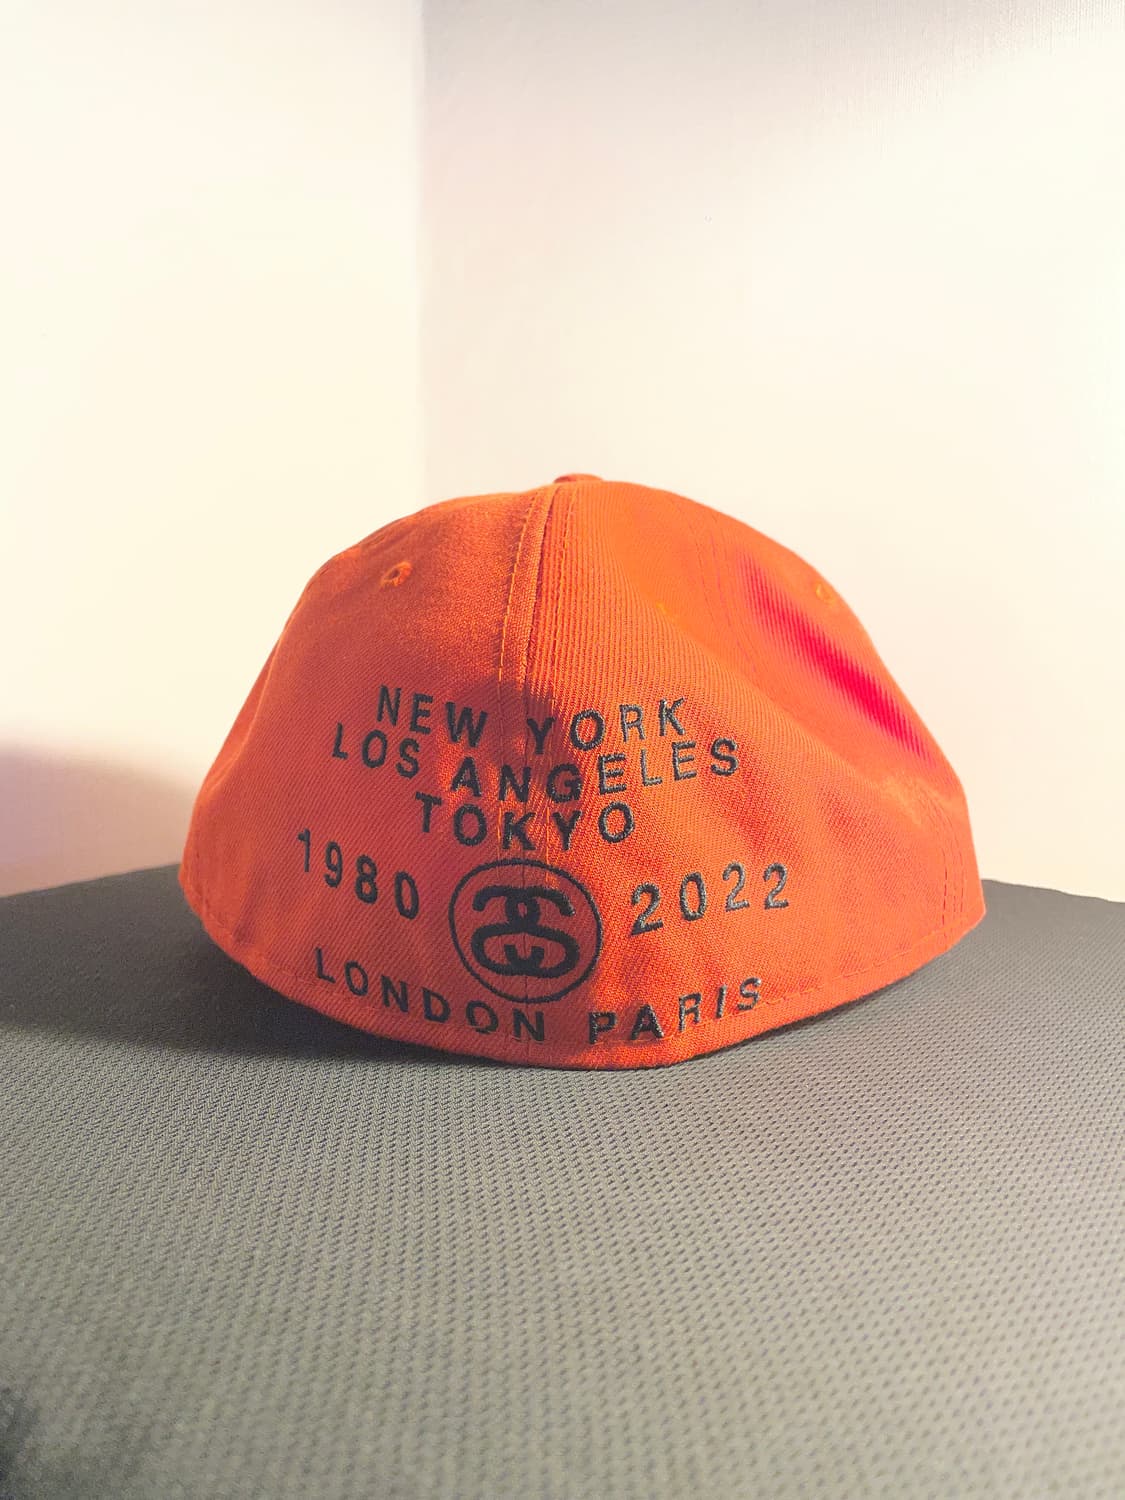 NEW YORK
LOS ANGELES
TOKYO
1980 2022
LONDON PARIS